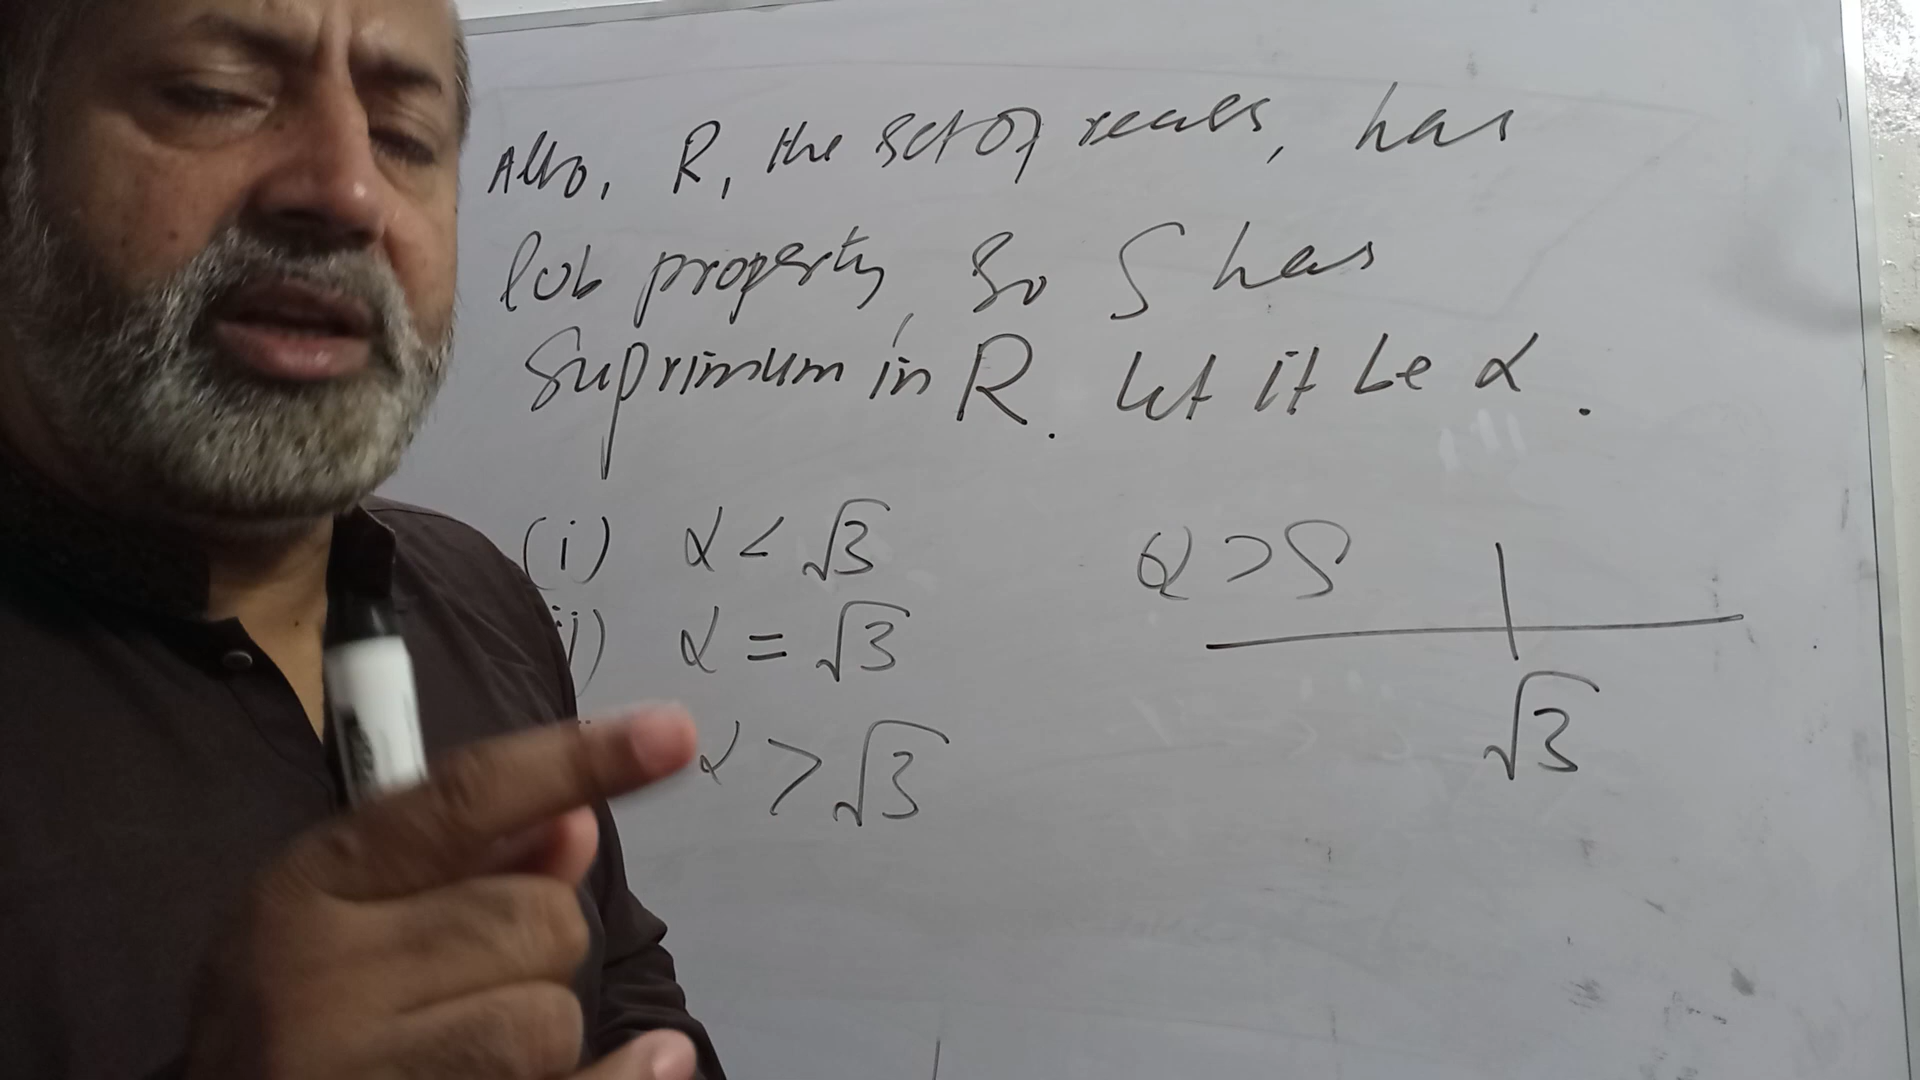 Also, R, the set of reals, has
lub property, so S has
Suprimum in R. let it be α.
(i) α < √3
Q ⊃ S
ii) α = √3
√3
α > √3